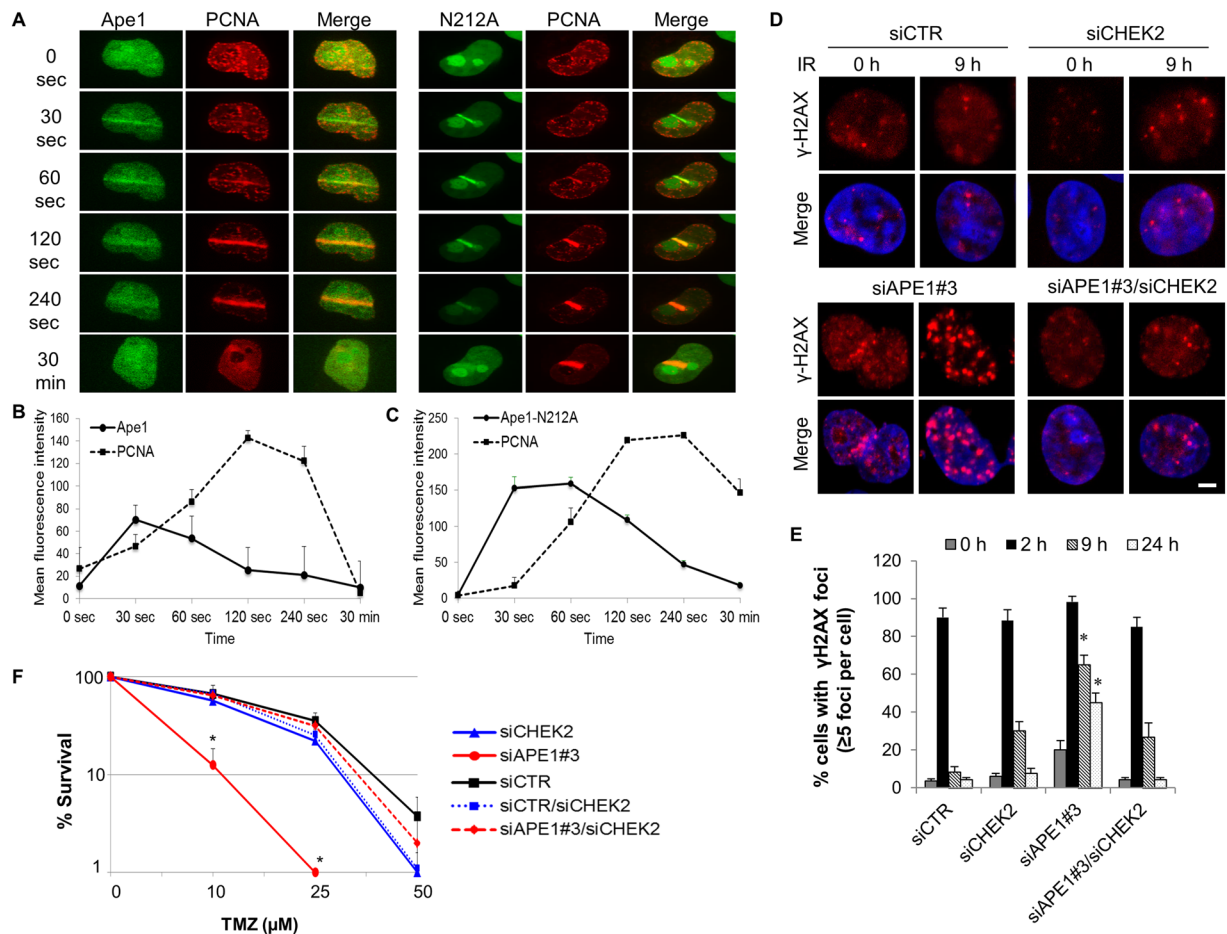 A
Ape1 PCNA Merge N212A PCNA Merge
0
sec
30
sec
60
sec
120
sec
240
sec
30
min
B
160
140
120
100
80
60
40
20
0
Mean fluorescence intensity
Ape1
PCNA
0 sec 30 sec 60 sec 120 sec 240 sec 30 min
Time
C
250
200
150
100
50
0
Mean fluorescence intensity
Ape1-N212A
PCNA
0 sec 30 sec 60 sec 120 sec 240 sec 30 min
Time
D
siCTR siCHEK2
IR 0 h 9 h 0 h 9 h
γ-H2AX
Merge
siAPE1#3 siAPE1#3/siCHEK2
γ-H2AX
Merge
E
0 h 2 h 9 h 24 h
% cells with γH2AX foci
(≥5 foci per cell)
100
80
60
40
20
0
* *
siCTR
siCHEK2
siAPE1#3
siAPE1#3/siCHEK2
F
100
10
1
% Survival
*
*
0 10 25 50
TMZ (µM)
siCHEK2
siAPE1#3
siCTR
siCTR/siCHEK2
siAPE1#3/siCHEK2